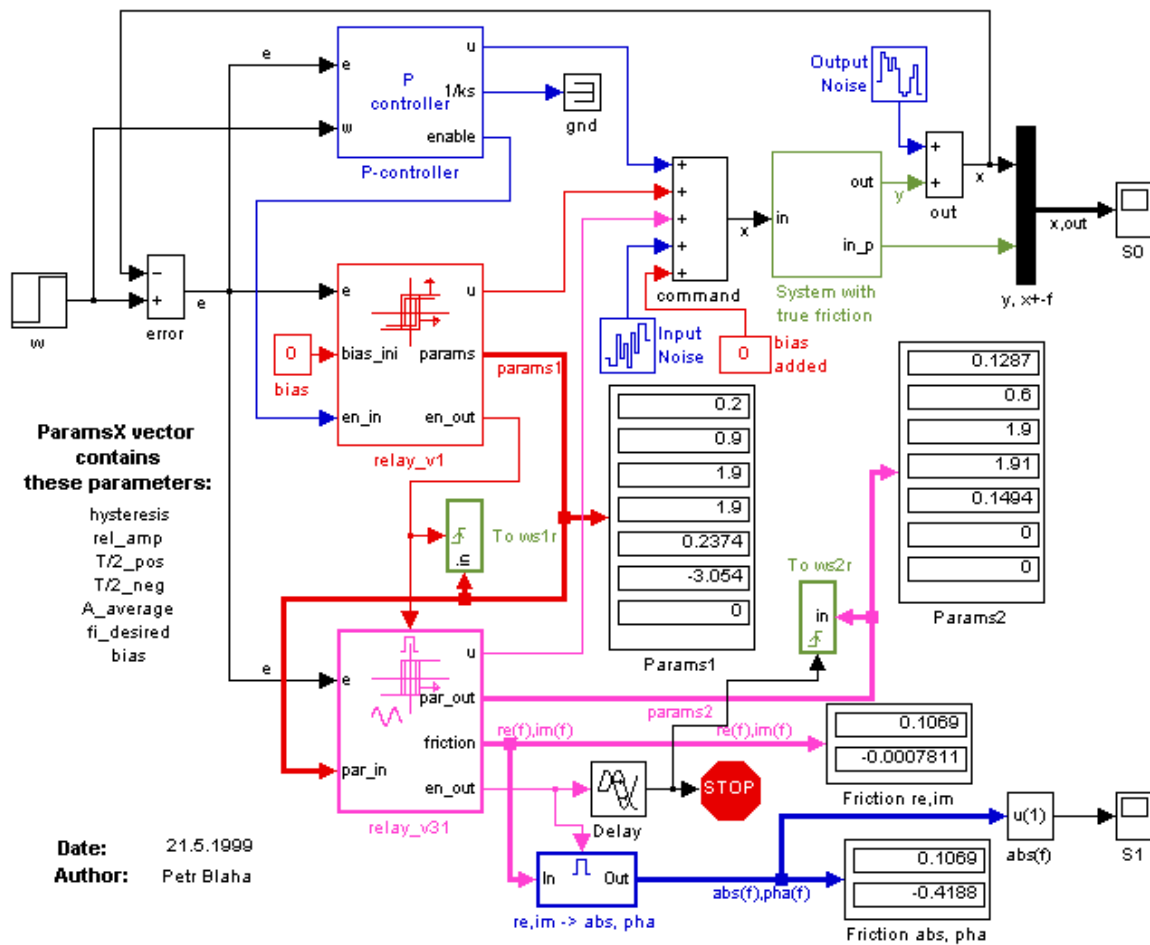 e
e
w
P
controller
u
1/ks
enable
P-controller
gnd
Output
Noise
+
+
out
x
x,out
S0
y, x+-f
w
−
+
error
e
e
bias_ini
en_in
u
params
en_out
relay_v1
0
bias
params1
+
+
+
+
+
command
x
in
out
in_p
y
System with
true friction
Input
Noise
0
bias
added
ParamsX vector
contains
these parameters:
hysteresis
rel_amp
T/2_pos
T/2_neg
A_average
fi_desired
bias
in
To ws1r
0.2
0.9
1.9
1.9
0.2374
-3.054
0
Params1
0.1287
0.6
1.9
1.91
0.1494
0
0
Params2
To ws2r
in
e
e
par_in
u
par_out
friction
en_out
relay_v31
params2
re(f),im(f)
re(f),im(f)
0.1069
-0.0007811
Friction re,im
Delay
STOP
In
Out
re,im -> abs, pha
abs(f),pha(f)
u(1)
abs(f)
S1
0.1069
-0.4188
Friction abs, pha
Date: 21.5.1999
Author: Petr Blaha